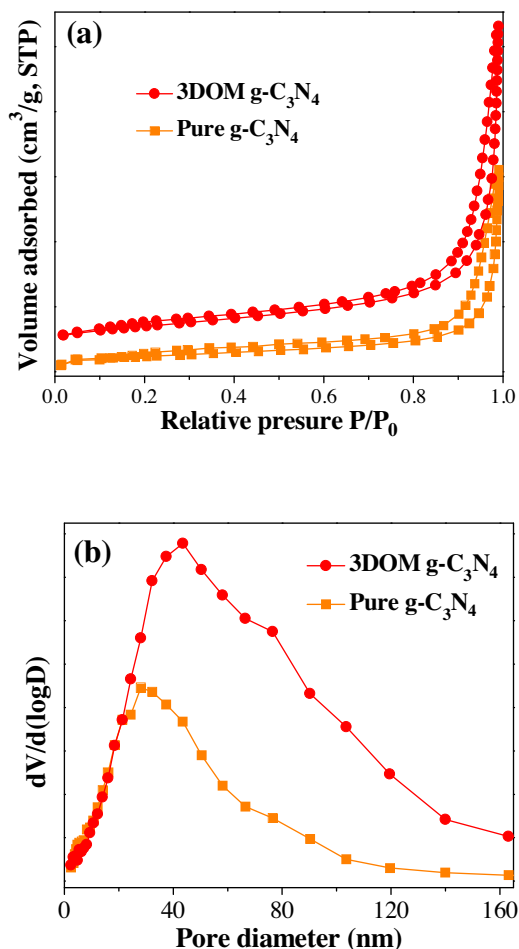 (a)
3DOM g-C₃N₄
Pure g-C₃N₄
Volume adsorbed (cm³/g, STP)
0.0 0.2 0.4 0.6 0.8 1.0
Relative presure P/P₀
(b)
3DOM g-C₃N₄
Pure g-C₃N₄
dV/d(logD)
0 40 80 120 160
Pore diameter (nm)